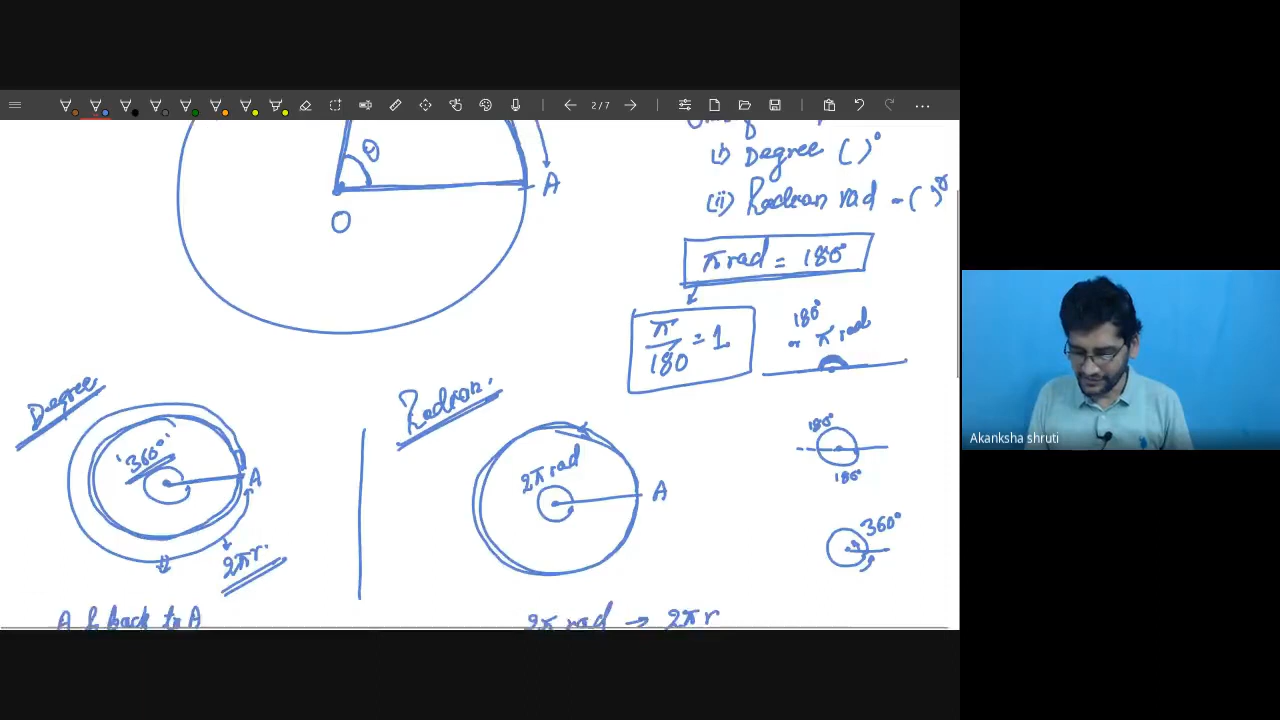 2/7
θ
A
O
(i) Degree ( )°
(ii) Radian rad - ( )ʳ
π rad = 180°
π/180 = 1
180°
or π rad
Degree
360°
A
2πr
Radian
2π rad
A
180°
180°
360°
A & back to A
2π rad → 2πr
Akanksha shruti